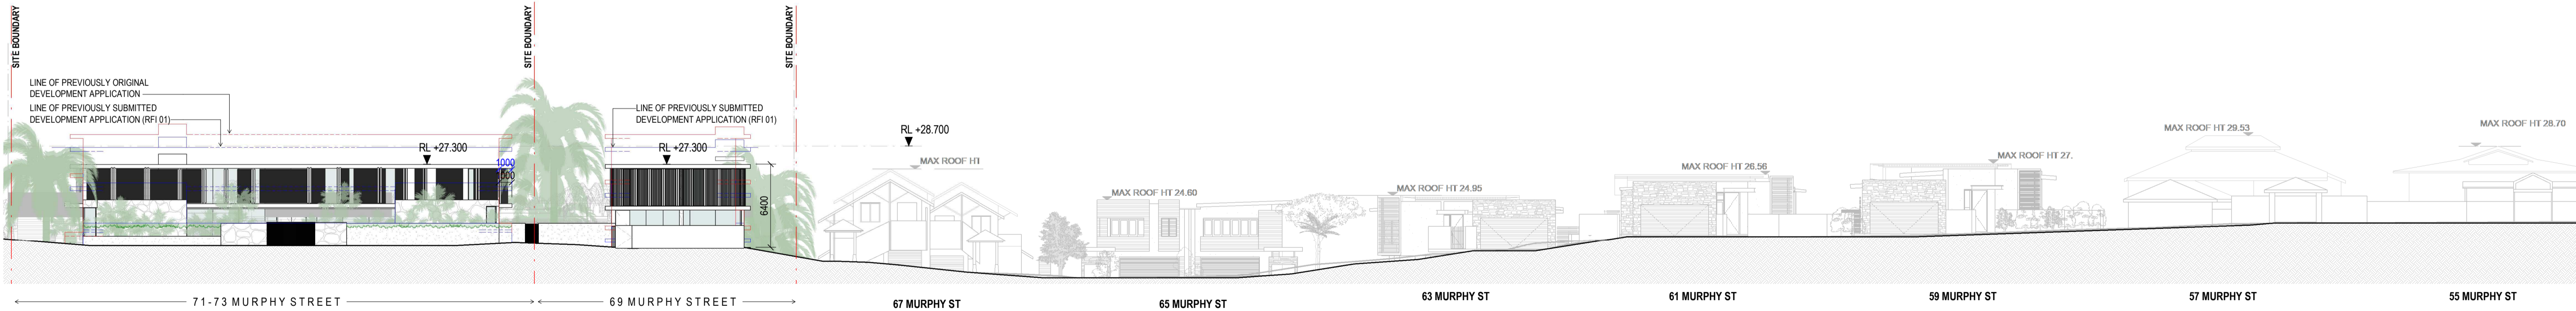 SITE BOUNDARY
SITE BOUNDARY
SITE BOUNDARY
LINE OF PREVIOUSLY ORIGINAL
DEVELOPMENT APPLICATION
LINE OF PREVIOUSLY SUBMITTED
DEVELOPMENT APPLICATION (RFI 01)
LINE OF PREVIOUSLY SUBMITTED
DEVELOPMENT APPLICATION (RFI 01)
RL +27.300
1000
1000
RL +27.300
6400
RL +28.700
MAX ROOF H1
MAX ROOF HT 24.60
MAX ROOF HT 24.95
MAX ROOF HT 26.56
MAX ROOF HT 27.
MAX ROOF HT 29.53
MAX ROOF HT 28.70
71-73 MURPHY STREET
69 MURPHY STREET
67 MURPHY ST
65 MURPHY ST
63 MURPHY ST
61 MURPHY ST
59 MURPHY ST
57 MURPHY ST
55 MURPHY ST